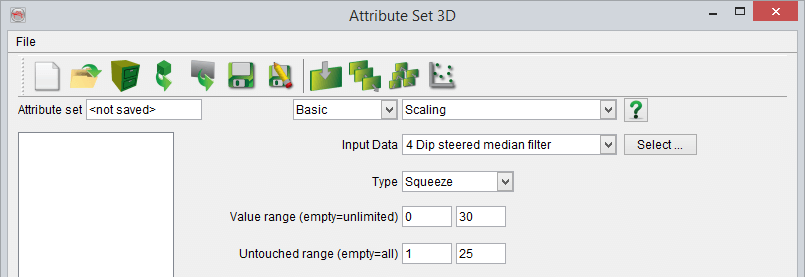 Attribute Set 3D
File
Attribute set <not saved> Basic Scaling ?
Input Data 4 Dip steered median filter Select ...
Type Squeeze
Value range (empty=unlimited) 0 30
Untouched range (empty=all) 1 25